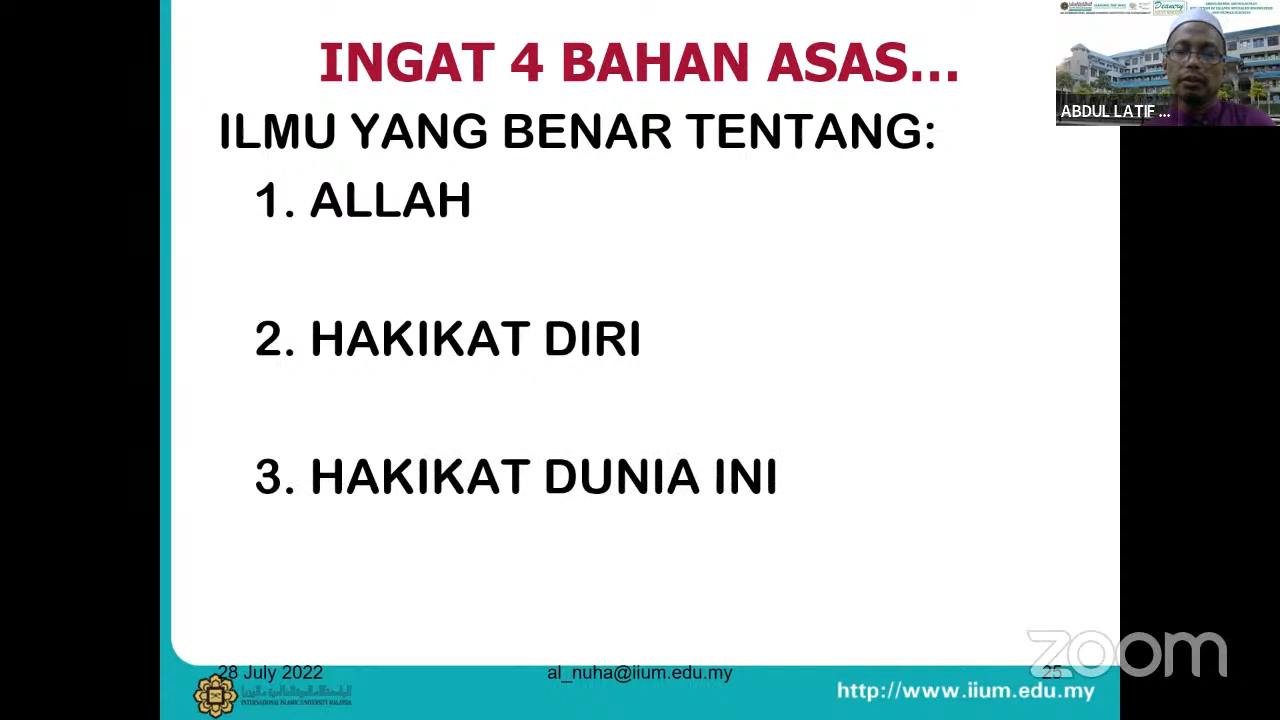 INGAT 4 BAHAN ASAS...
ILMU YANG BENAR TENTANG:
1. ALLAH
2. HAKIKAT DIRI
3. HAKIKAT DUNIA INI
ABDUL LATIF ...
zoom
28 July 2022
al_nuha@iium.edu.my
25
INTERNATIONAL ISLAMIC UNIVERSITY MALAYSIA
http://www.iium.edu.my